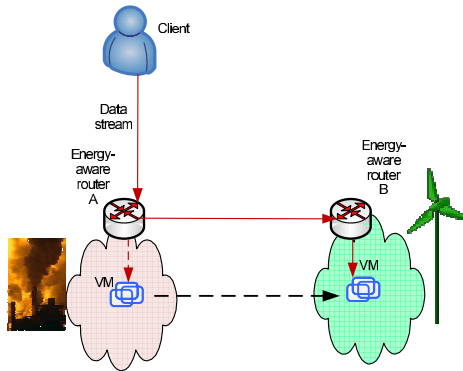 Client
Data
stream
Energy-
aware
router
A
Energy-
aware
router
B
VM
VM